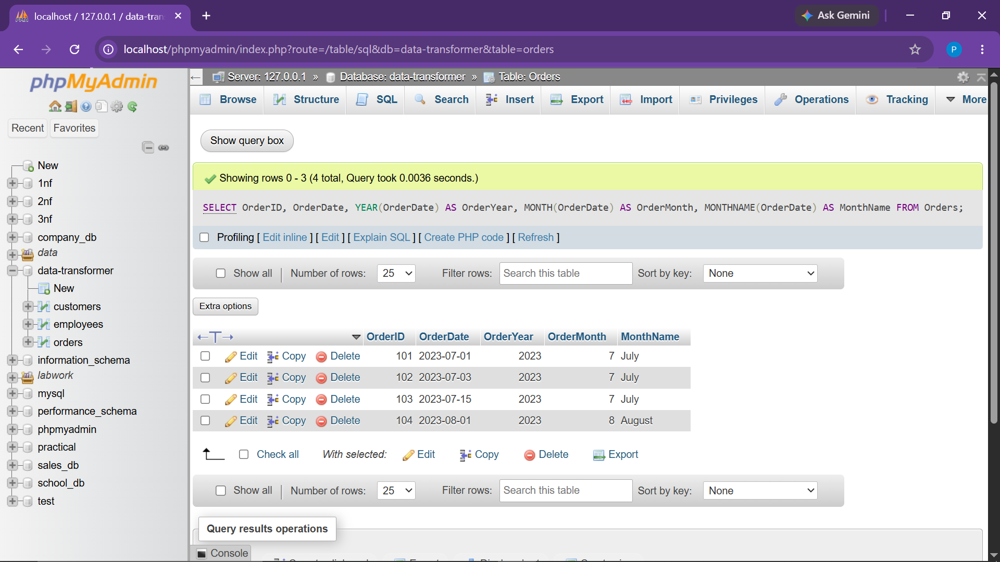 localhost / 127.0.0.1 / data-tran
Ask Gemini
localhost/phpmyadmin/index.php?route=/table/sql&db=data-transformer&table=orders
P
phpMyAdmin
Recent Favorites
New
1nf
2nf
3nf
company_db
data
data-transformer
New
customers
employees
orders
information_schema
labwork
mysql
performance_schema
phpmyadmin
practical
sales_db
school_db
test
Server: 127.0.0.1 » Database: data-transformer » Table: Orders
Browse Structure SQL Search Insert Export Import Privileges Operations Tracking More
Show query box
Showing rows 0 - 3 (4 total, Query took 0.0036 seconds.)
SELECT OrderID, OrderDate, YEAR(OrderDate) AS OrderYear, MONTH(OrderDate) AS OrderMonth, MONTHNAME(OrderDate) AS MonthName FROM Orders;
Profiling [ Edit inline ] [ Edit ] [ Explain SQL ] [ Create PHP code ] [ Refresh ]
Show all Number of rows: 25 Filter rows: Search this table Sort by key: None
Extra options
OrderID OrderDate OrderYear OrderMonth MonthName
Edit Copy Delete 101 2023-07-01 2023 7 July
Edit Copy Delete 102 2023-07-03 2023 7 July
Edit Copy Delete 103 2023-07-15 2023 7 July
Edit Copy Delete 104 2023-08-01 2023 8 August
Check all With selected: Edit Copy Delete Export
Show all Number of rows: 25 Filter rows: Search this table Sort by key: None
Query results operations
Console